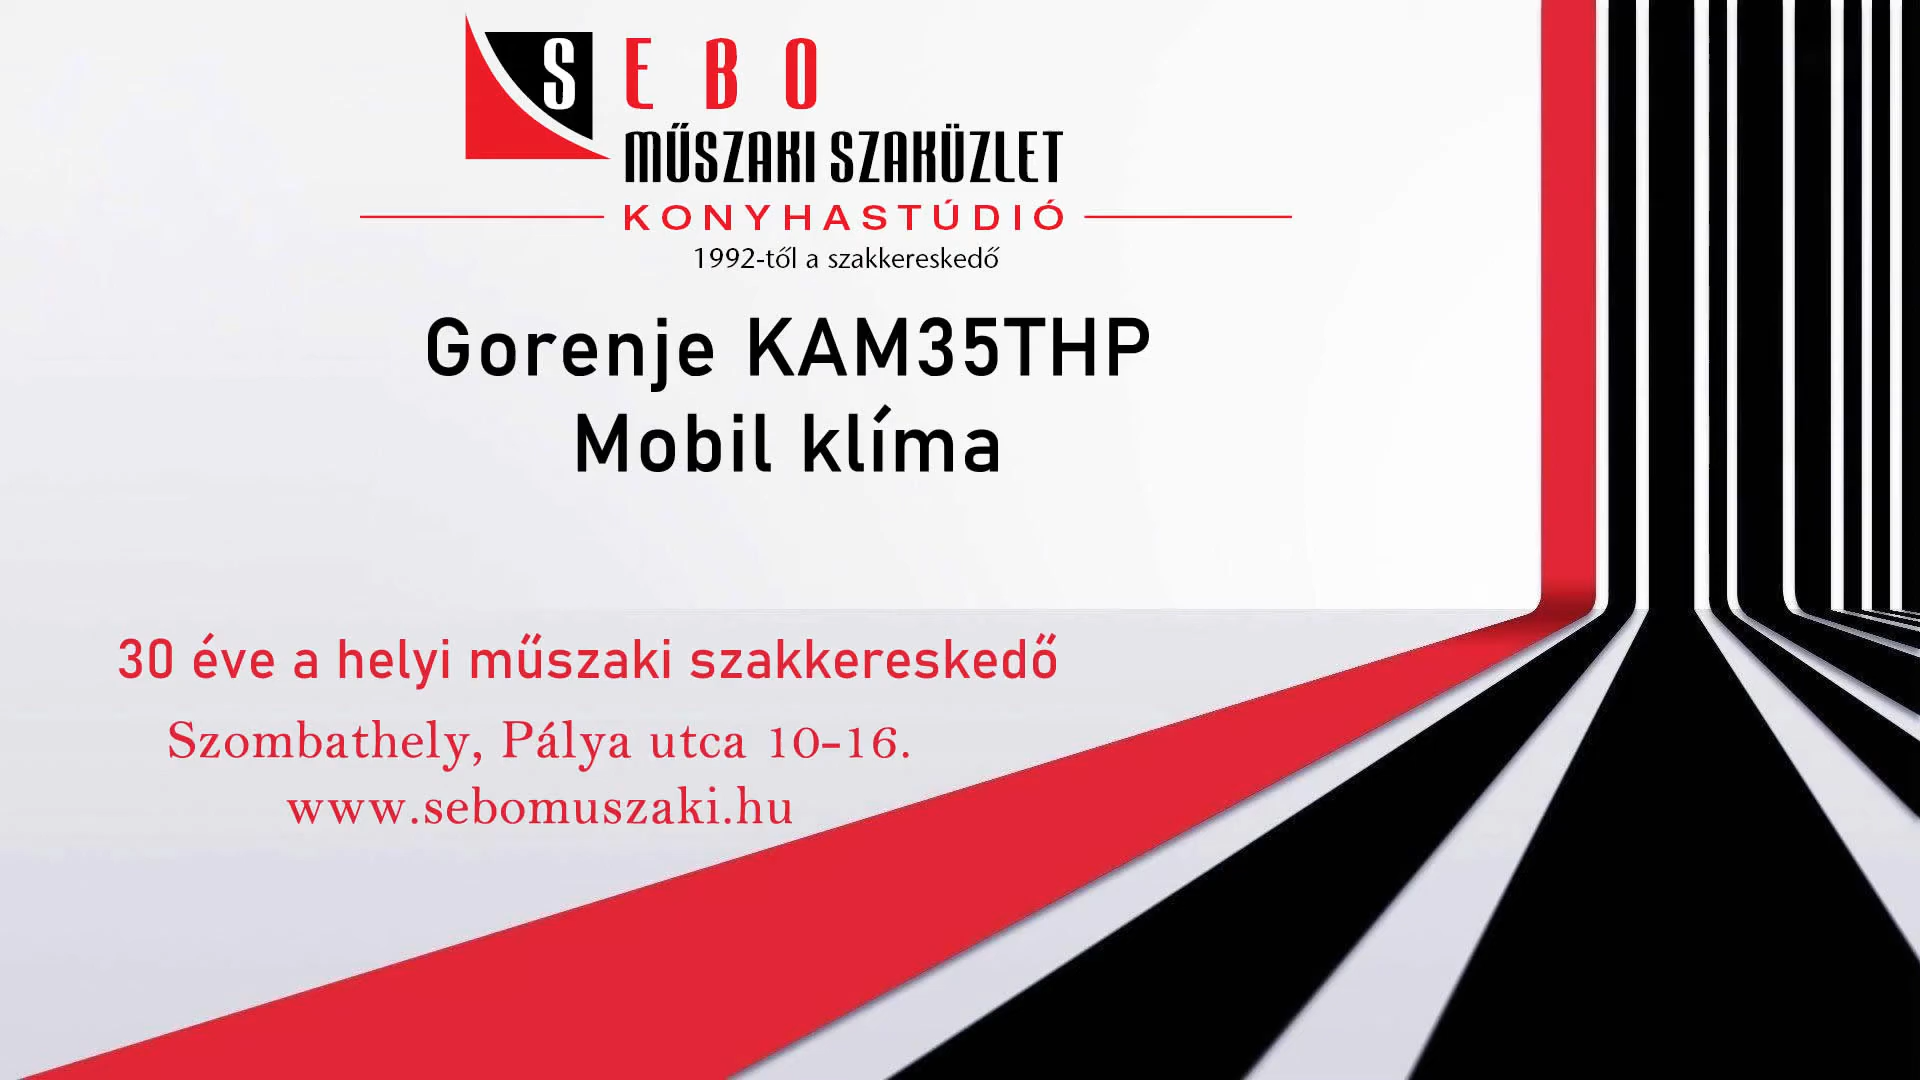 SEBO
MŰSZAKI SZAKÜZLET
KONYHASTÚDIÓ
1992-től a szakkereskedő
Gorenje KAM35THP
Mobil klíma
30 éve a helyi műszaki szakkereskedő
Szombathely, Pálya utca 10-16.
www.sebomuszaki.hu